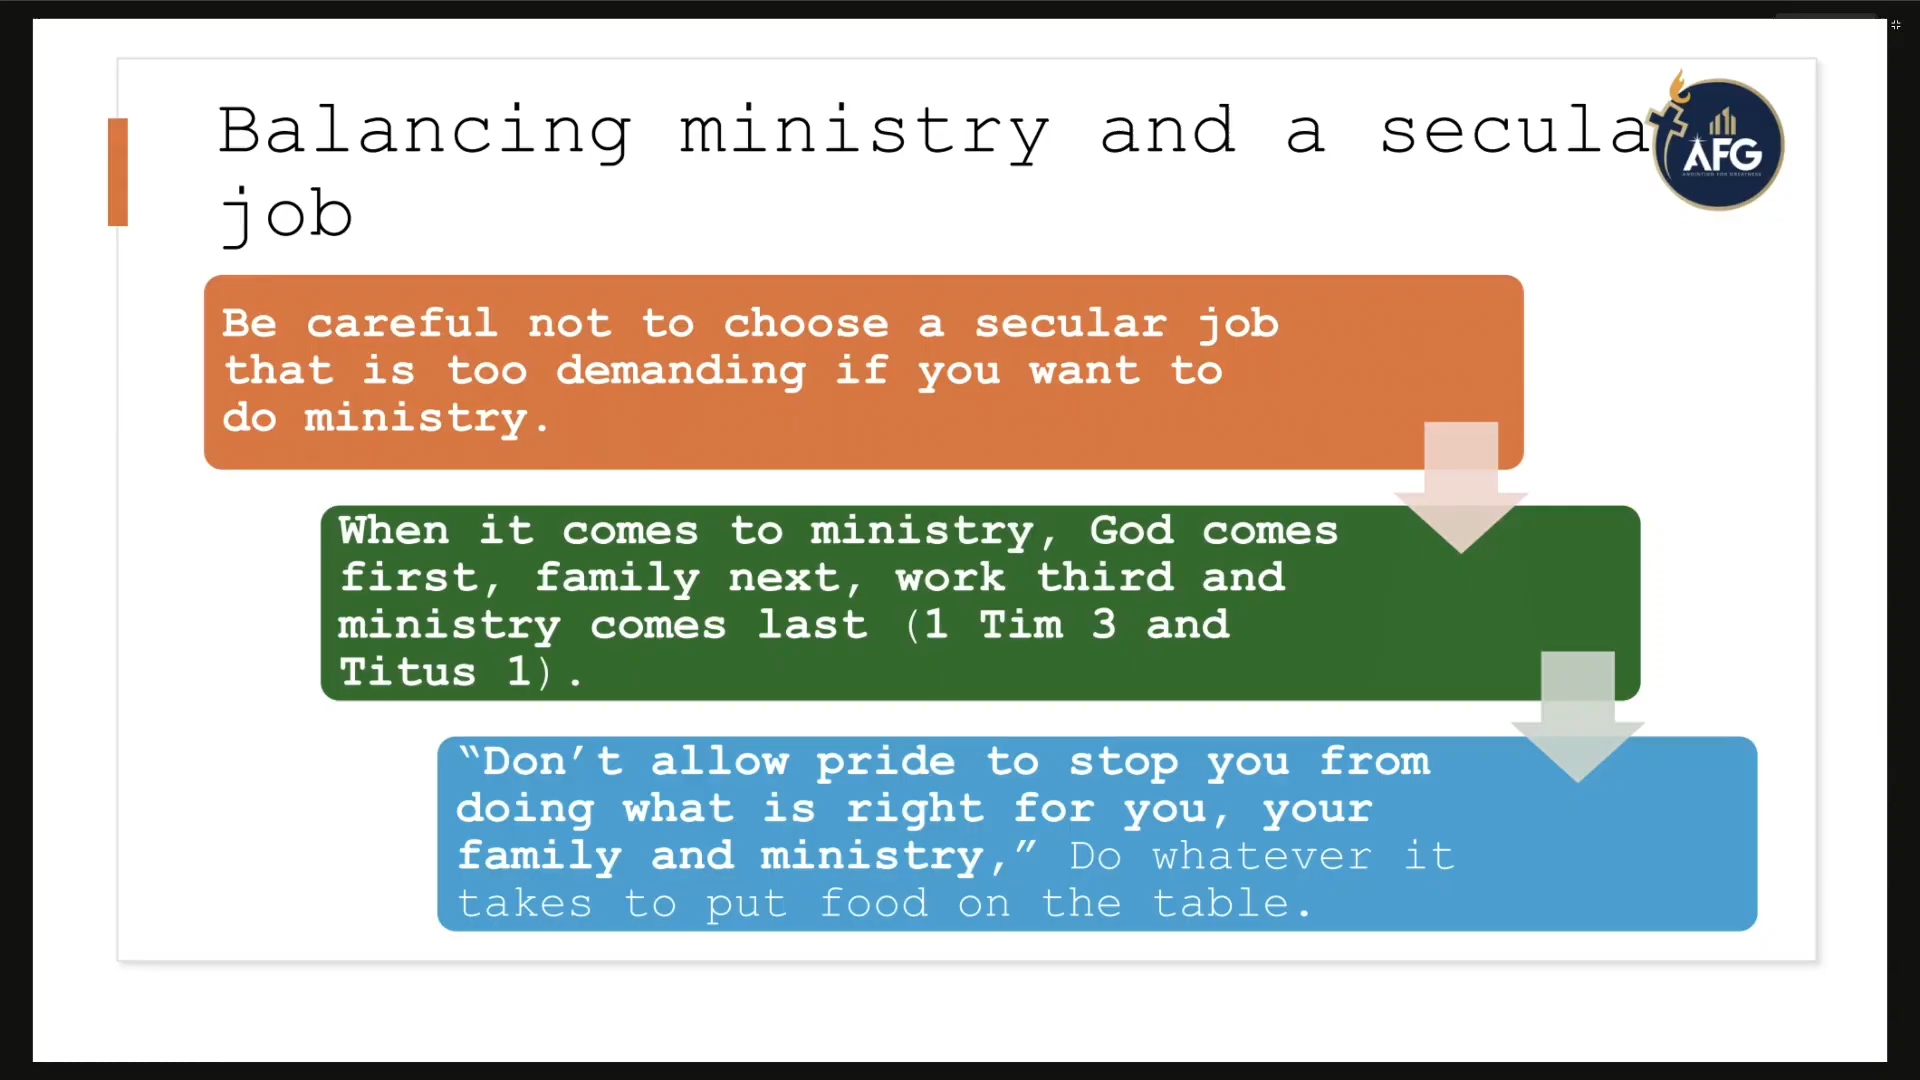 Balancing ministry and a secula
job
AFG
ANOINTING FOR GREATNESS
Be careful not to choose a secular job
that is too demanding if you want to
do ministry.
When it comes to ministry, God comes
first, family next, work third and
ministry comes last (1 Tim 3 and
Titus 1).
“Don’t allow pride to stop you from
doing what is right for you, your
family and ministry,” Do whatever it
takes to put food on the table.